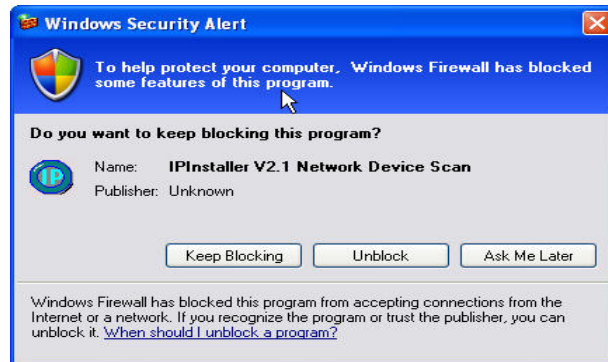 Windows Security Alert
To help protect your computer, Windows Firewall has blocked
some features of this program.
Do you want to keep blocking this program?
IP
Name: IPInstaller V2.1 Network Device Scan
Publisher: Unknown
Keep Blocking Unblock Ask Me Later
Windows Firewall has blocked this program from accepting connections from the
Internet or a network. If you recognize the program or trust the publisher, you can
unblock it. When should I unblock a program?